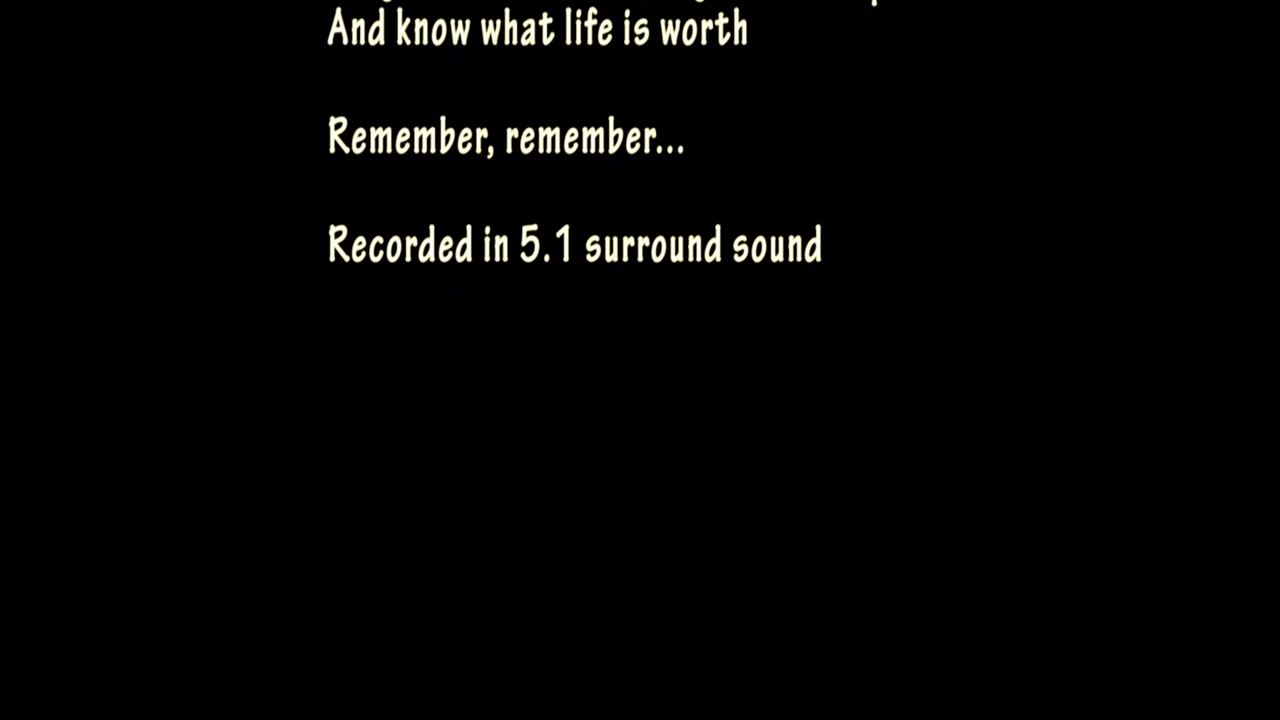 And know what life is worth
Remember, remember...
Recorded in 5.1 surround sound